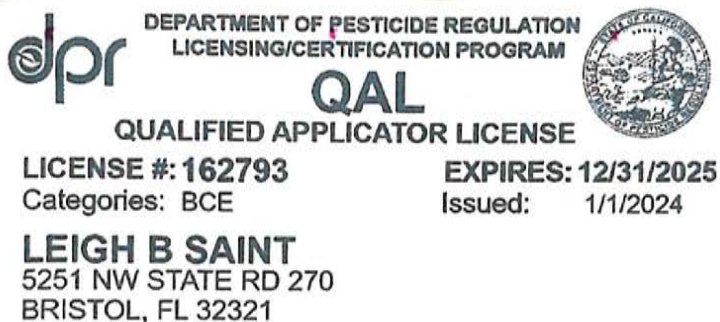 dpr
DEPARTMENT OF PESTICIDE REGULATION
LICENSING/CERTIFICATION PROGRAM
QAL
QUALIFIED APPLICATOR LICENSE
LICENSE #: 162793 EXPIRES: 12/31/2025
Categories: BCE Issued: 1/1/2024
LEIGH B SAINT
5251 NW STATE RD 270
BRISTOL, FL 32321